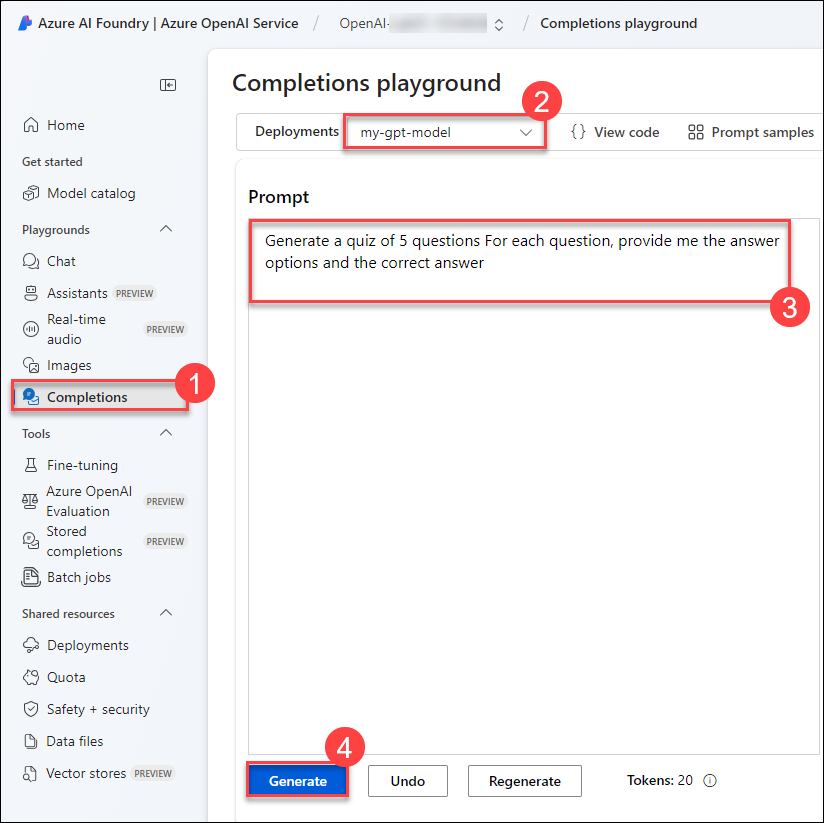 Azure AI Foundry | Azure OpenAI Service / OpenAI- / Completions playground
Home
Get started
Model catalog
Playgrounds
Chat
Assistants PREVIEW
Real-time
audio
PREVIEW
Images
Completions
1
Tools
Fine-tuning
Azure OpenAI
Evaluation
PREVIEW
Stored
completions
PREVIEW
Batch jobs
Shared resources
Deployments
Quota
Safety + security
Data files
Vector stores PREVIEW
Completions playground
2
Deployments my-gpt-model {} View code Prompt samples
Prompt
Generate a quiz of 5 questions For each question, provide me the answer
options and the correct answer
3
4
Generate Undo Regenerate Tokens: 20